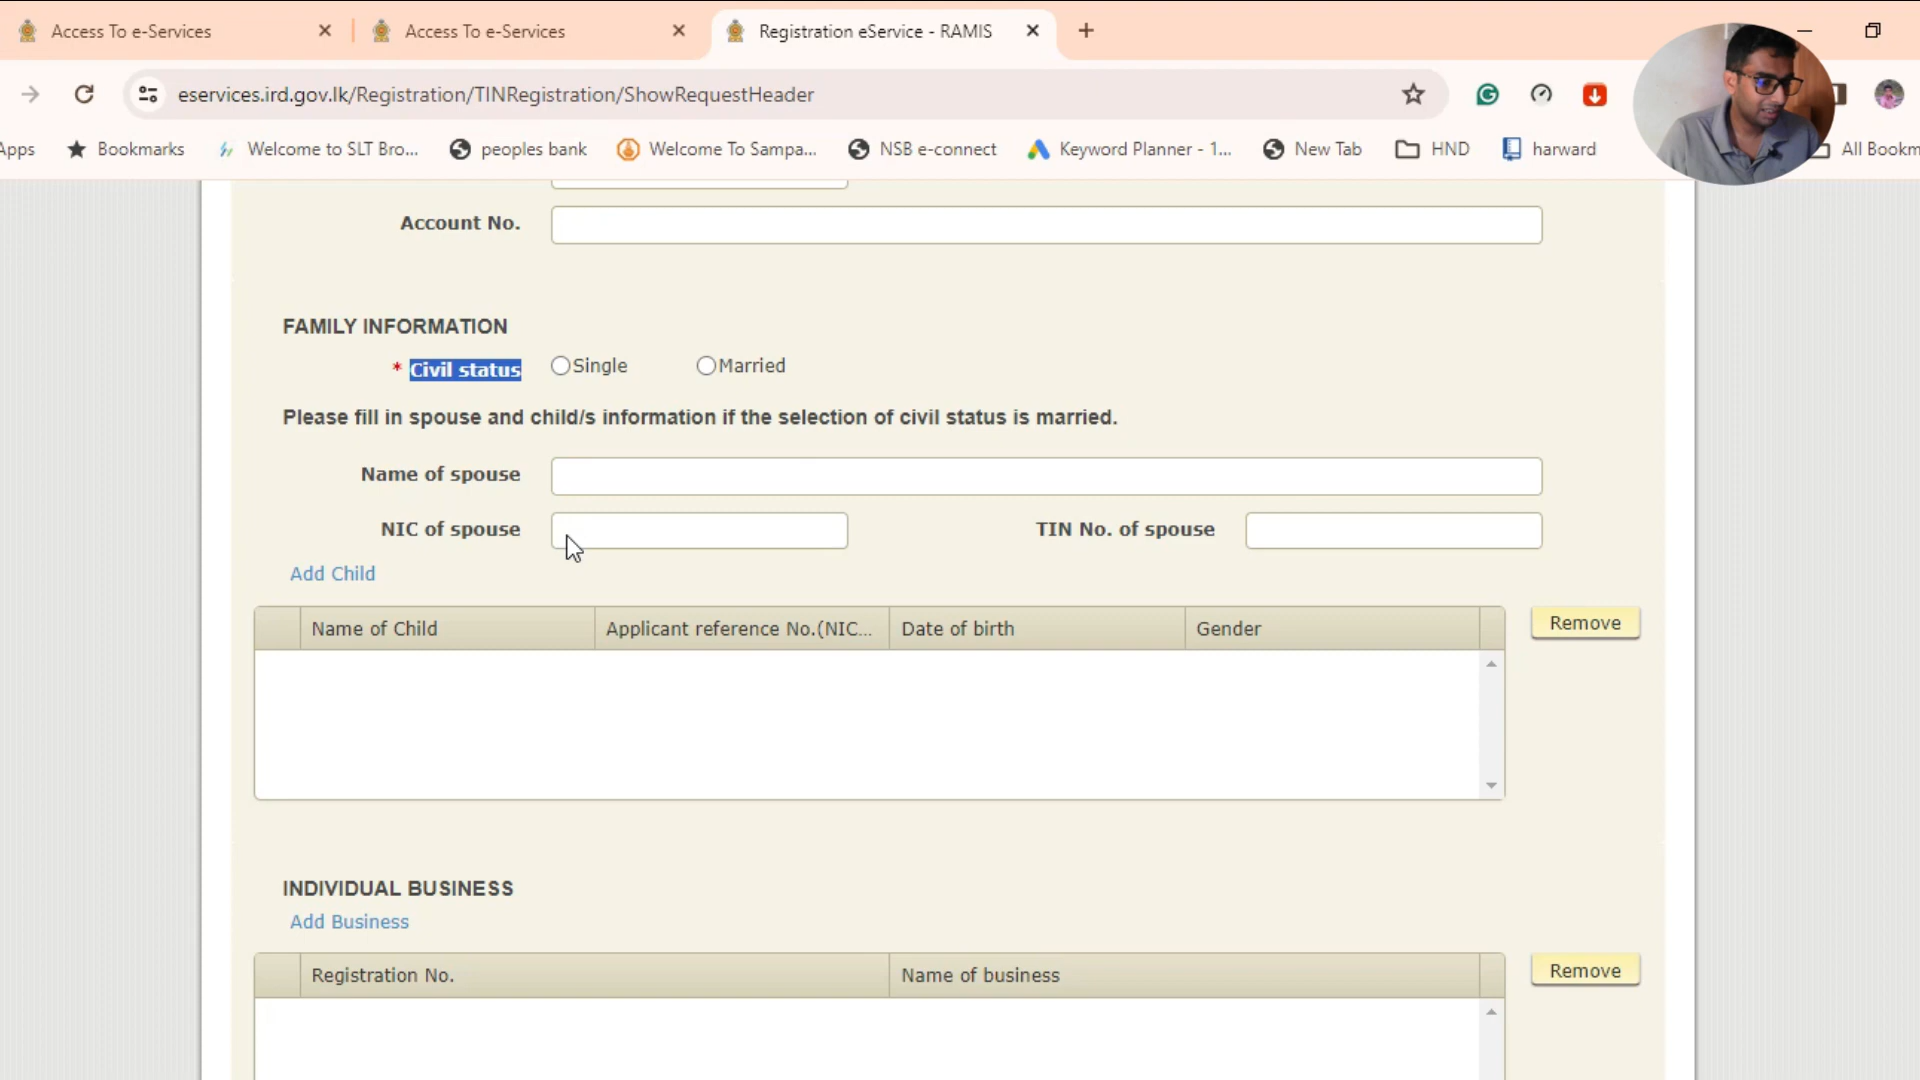 Access To e-Services
Access To e-Services
Registration eService - RAMIS
eservices.ird.gov.lk/Registration/TINRegistration/ShowRequestHeader
Apps
Bookmarks
Welcome to SLT Bro...
peoples bank
Welcome To Sampa...
NSB e-connect
Keyword Planner - 1...
New Tab
HND
harward
All Bookm
Account No.
FAMILY INFORMATION
* Civil status
Single
Married
Please fill in spouse and child/s information if the selection of civil status is married.
Name of spouse
NIC of spouse
TIN No. of spouse
Add Child
Name of Child
Applicant reference No.(NIC...
Date of birth
Gender
Remove
INDIVIDUAL BUSINESS
Add Business
Registration No.
Name of business
Remove